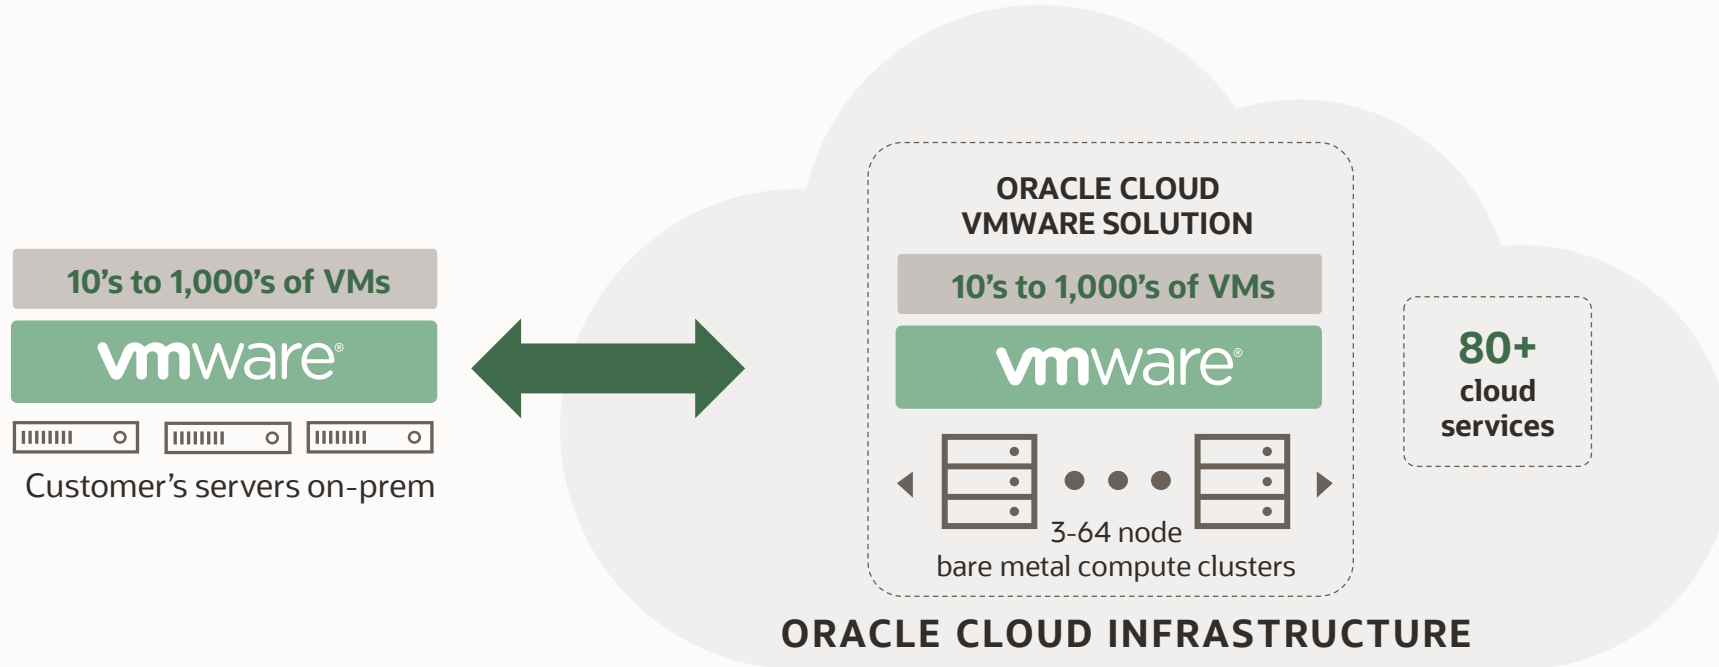 10's to 1,000's of VMs
vmware®
Customer's servers on-prem
ORACLE CLOUD
VMWARE SOLUTION
10's to 1,000's of VMs
vmware®
3-64 node
bare metal compute clusters
80+
cloud
services
ORACLE CLOUD INFRASTRUCTURE